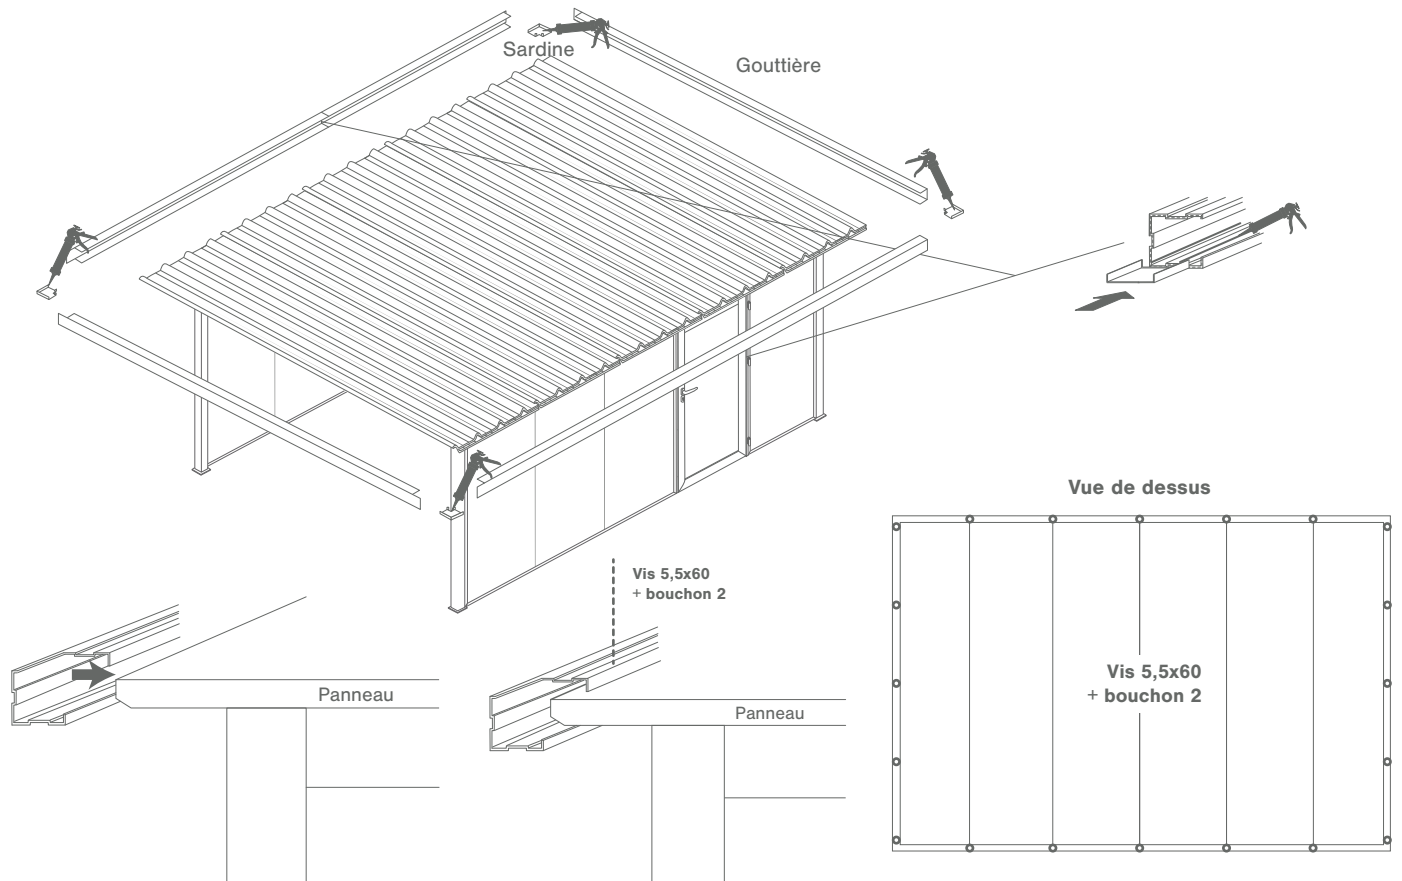 Sardine
Gouttière
Vue de dessus
Vis 5,5x60
+ bouchon 2
Panneau
Panneau
Vis 5,5x60
+ bouchon 2